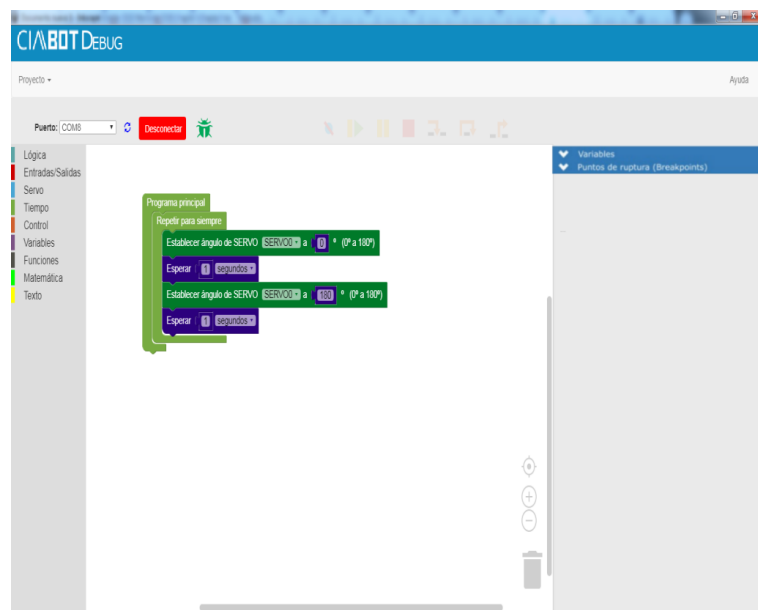 CIΛBOT DEBUG
Proyecto
Ayuda
Puerto: COM8 Desconectar
Lógica
Entradas/Salidas
Servo
Tiempo
Control
Variables
Funciones
Matemática
Texto
Programa principal
Repetir para siempre
Establecer ángulo de SERVO SERVO0 a 0 º (0º a 180º)
Esperar 1 segundos
Establecer ángulo de SERVO SERVO0 a 180 º (0º a 180º)
Esperar 1 segundos
Variables
Puntos de ruptura (Breakpoints)
...